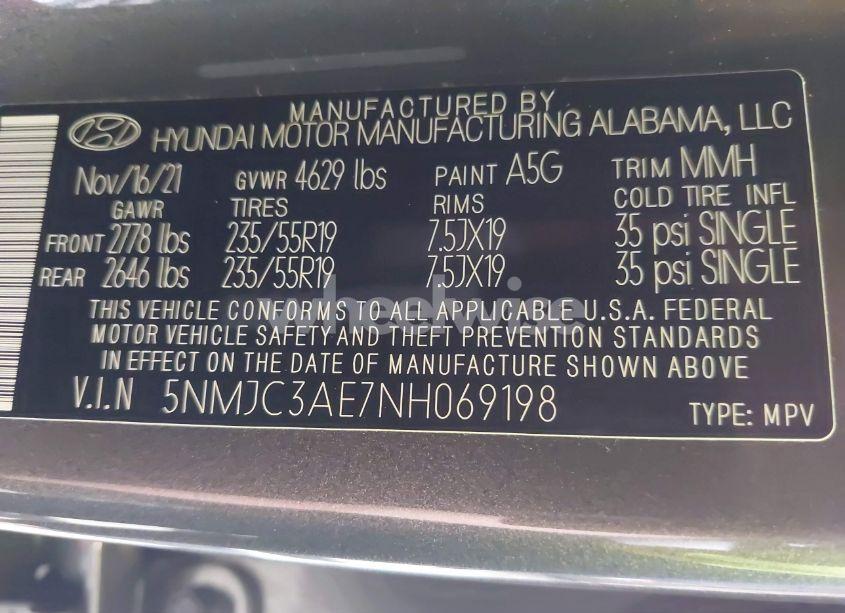 MANUFACTURED BY
HYUNDAI MOTOR MANUFACTURING ALABAMA, LLC
Nov/16/21 GVWR 4629 lbs PAINT A5G TRIM MMH
GAWR TIRES RIMS COLD TIRE INFL
FRONT 2778 lbs 235/55R19 7.5JX19 35 psi SINGLE
REAR 2646 lbs 235/55R19 7.5JX19 35 psi SINGLE
THIS VEHICLE CONFORMS TO ALL APPLICABLE U.S.A. FEDERAL
MOTOR VEHICLE SAFETY AND THEFT PREVENTION STANDARDS
IN EFFECT ON THE DATE OF MANUFACTURE SHOWN ABOVE
V.I.N 5NMJC3AE7NH069198 TYPE: MPV
wheelwise